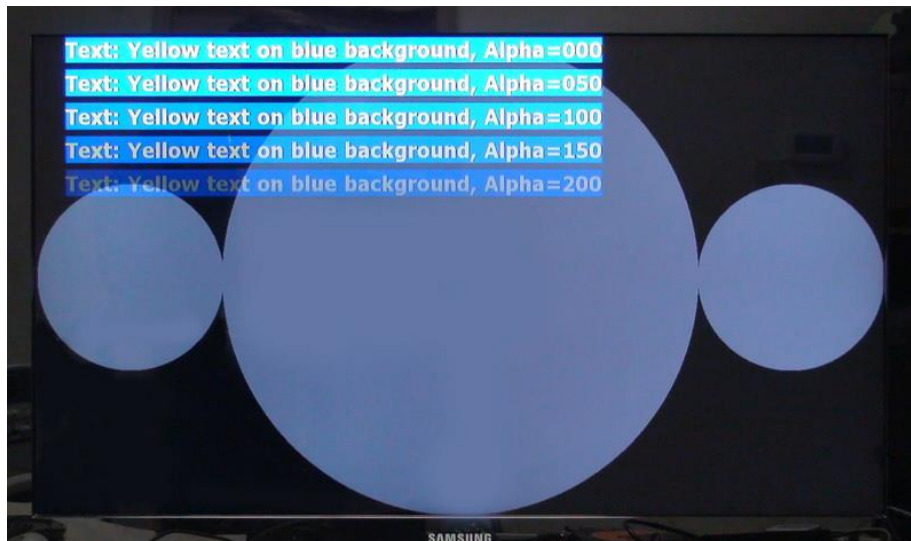 Text: Yellow text on blue background, Alpha=000
Text: Yellow text on blue background, Alpha=050
Text: Yellow text on blue background, Alpha=100
Text: Yellow text on blue background, Alpha=150
Text: Yellow text on blue background, Alpha=200
SAMSUNG